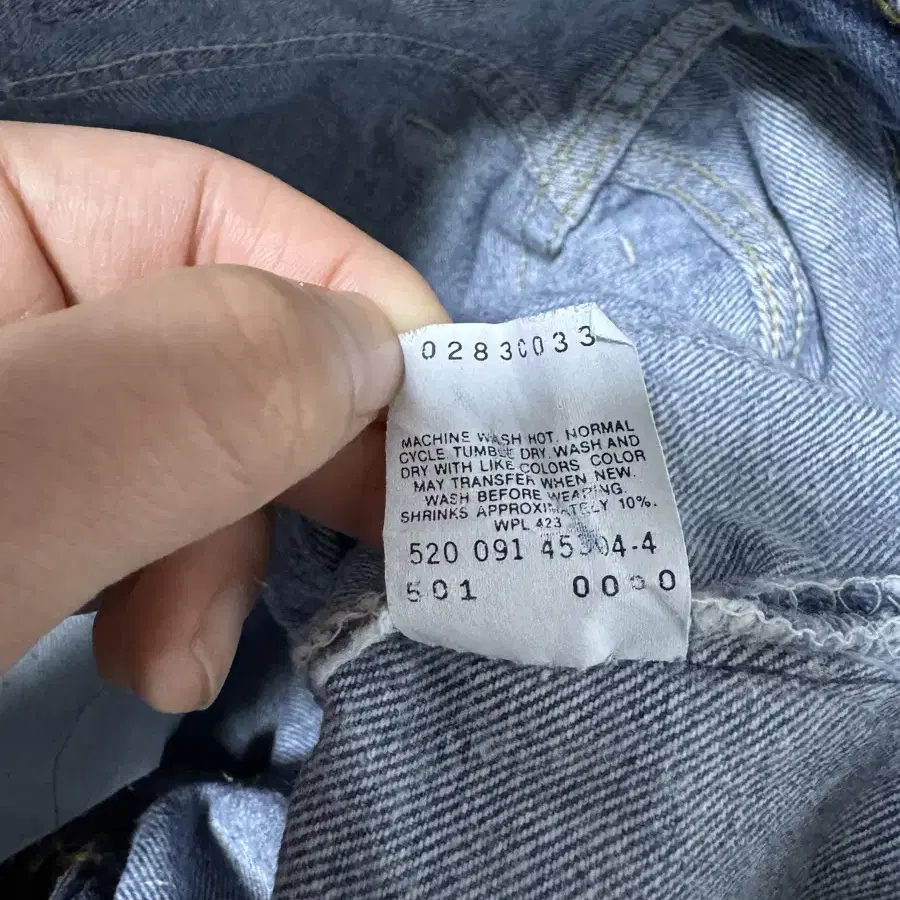 02830033
MACHINE WASH HOT, NORMAL
CYCLE TUMBLE DRY. WASH AND
DRY WITH LIKE COLORS COLOR
MAY TRANSFER WHEN NEW.
WASH BEFORE WEARING.
SHRINKS APPROXIMATELY 10%.
WPL 423
520 091
501